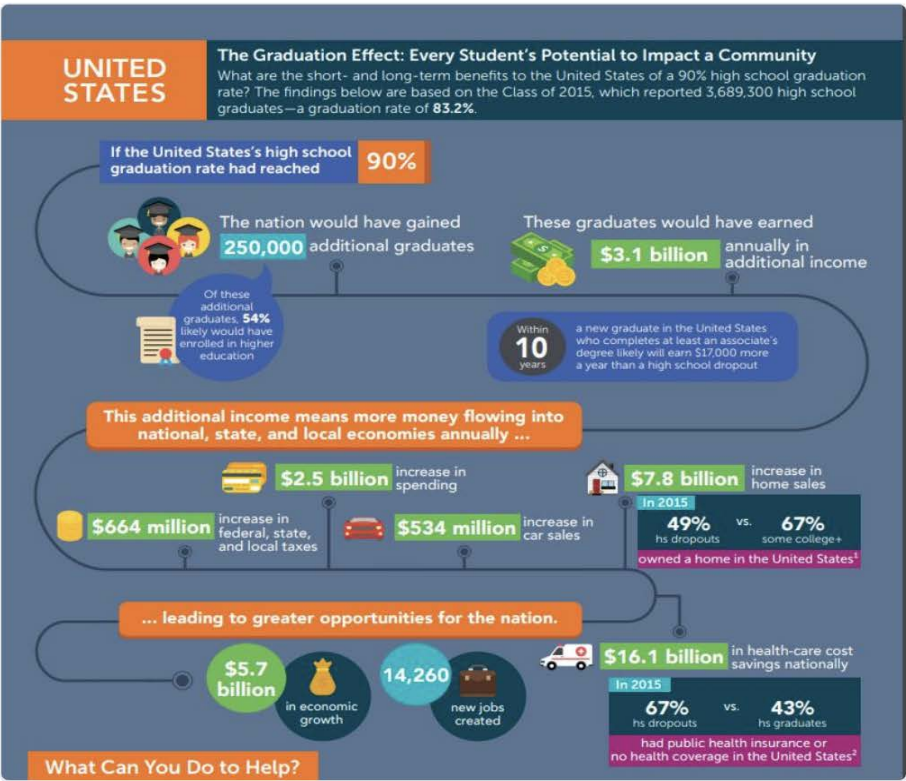 UNITED
STATES
The Graduation Effect: Every Student's Potential to Impact a Community
What are the short- and long-term benefits to the United States of a 90% high school graduation
rate? The findings below are based on the Class of 2015, which reported 3,689,300 high school
graduates—a graduation rate of 83.2%.
If the United States's high school
graduation rate had reached
90%
The nation would have gained
250,000 additional graduates
Of these
additional
graduates, 54%
likely would have
enrolled in higher
education
These graduates would have earned
$3.1 billion
annually in
additional income
Within
10
years
a new graduate in the United States
who completes at least an associate's
degree likely will earn $17,000 more
a year than a high school dropout
This additional income means more money flowing into
national, state, and local economies annually ...
$2.5 billion
increase in
spending
$7.8 billion
increase in
home sales
$664 million
increase in
federal, state,
and local taxes
$534 million
increase in
car sales
In 2015
49%
hs dropouts
vs.
67%
some college+
owned a home in the United States¹
... leading to greater opportunities for the nation.
$5.7
billion
in economic
growth
14,260
new jobs
created
$16.1 billion
in health-care cost
savings nationally
In 2015
67%
hs dropouts
vs.
43%
hs graduates
had public health insurance or
no health coverage in the United States²
What Can You Do to Help?